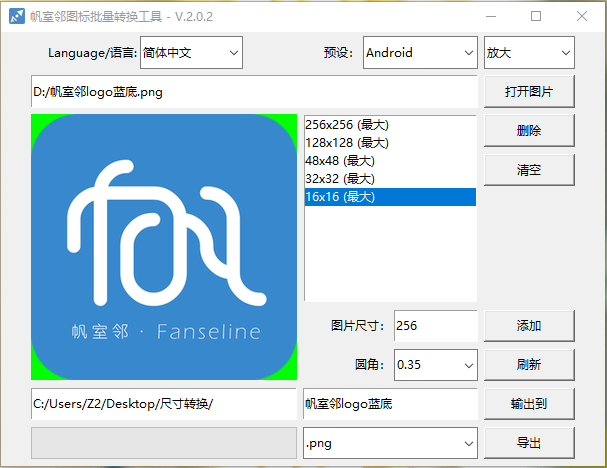 帆室邻图标批量转换工具 - V.2.0.2
Language/语言: 简体中文 预设: Android 放大
D:/帆室邻logo蓝底.png 打开图片
256x256 (最大) 删除
128x128 (最大)
48x48 (最大) 清空
32x32 (最大)
16x16 (最大)
帆室邻 · Fanseline
图片尺寸: 256 添加
圆角: 0.35 刷新
C:/Users/Z2/Desktop/尺寸转换/ 帆室邻logo蓝底 输出到
.png 导出